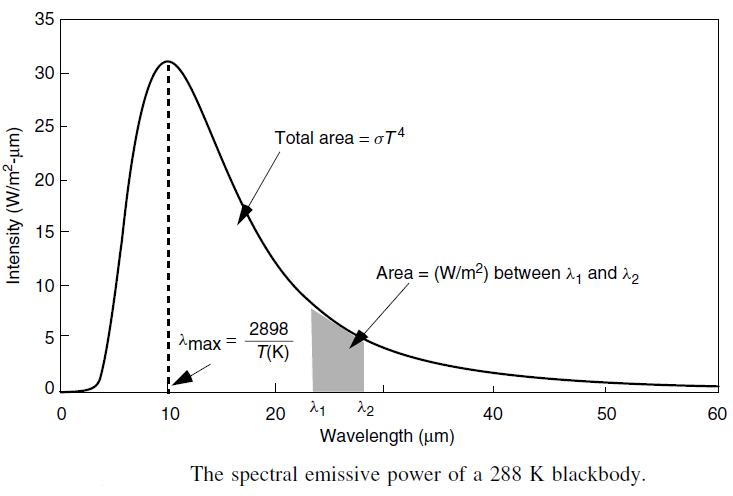 35
30
25
20
15
10
5
0
Intensity (W/m²-μm)
Total area = σT⁴
Area = (W/m²) between λ₁ and λ₂
λmax = 2898
T(K)
0
10
20
λ₁
λ₂
40
50
60
Wavelength (μm)
The spectral emissive power of a 288 K blackbody.